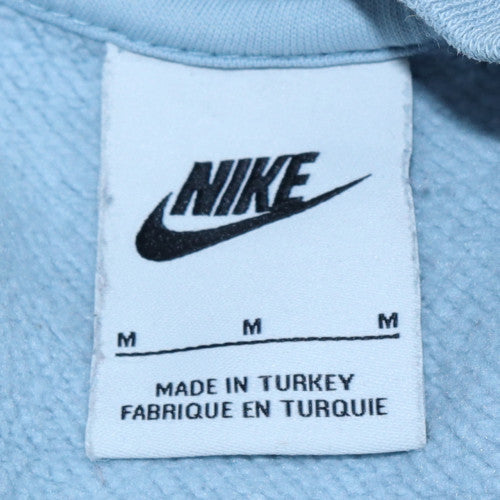 NIKE
M M M
MADE IN TURKEY
FABRIQUE EN TURQUIE